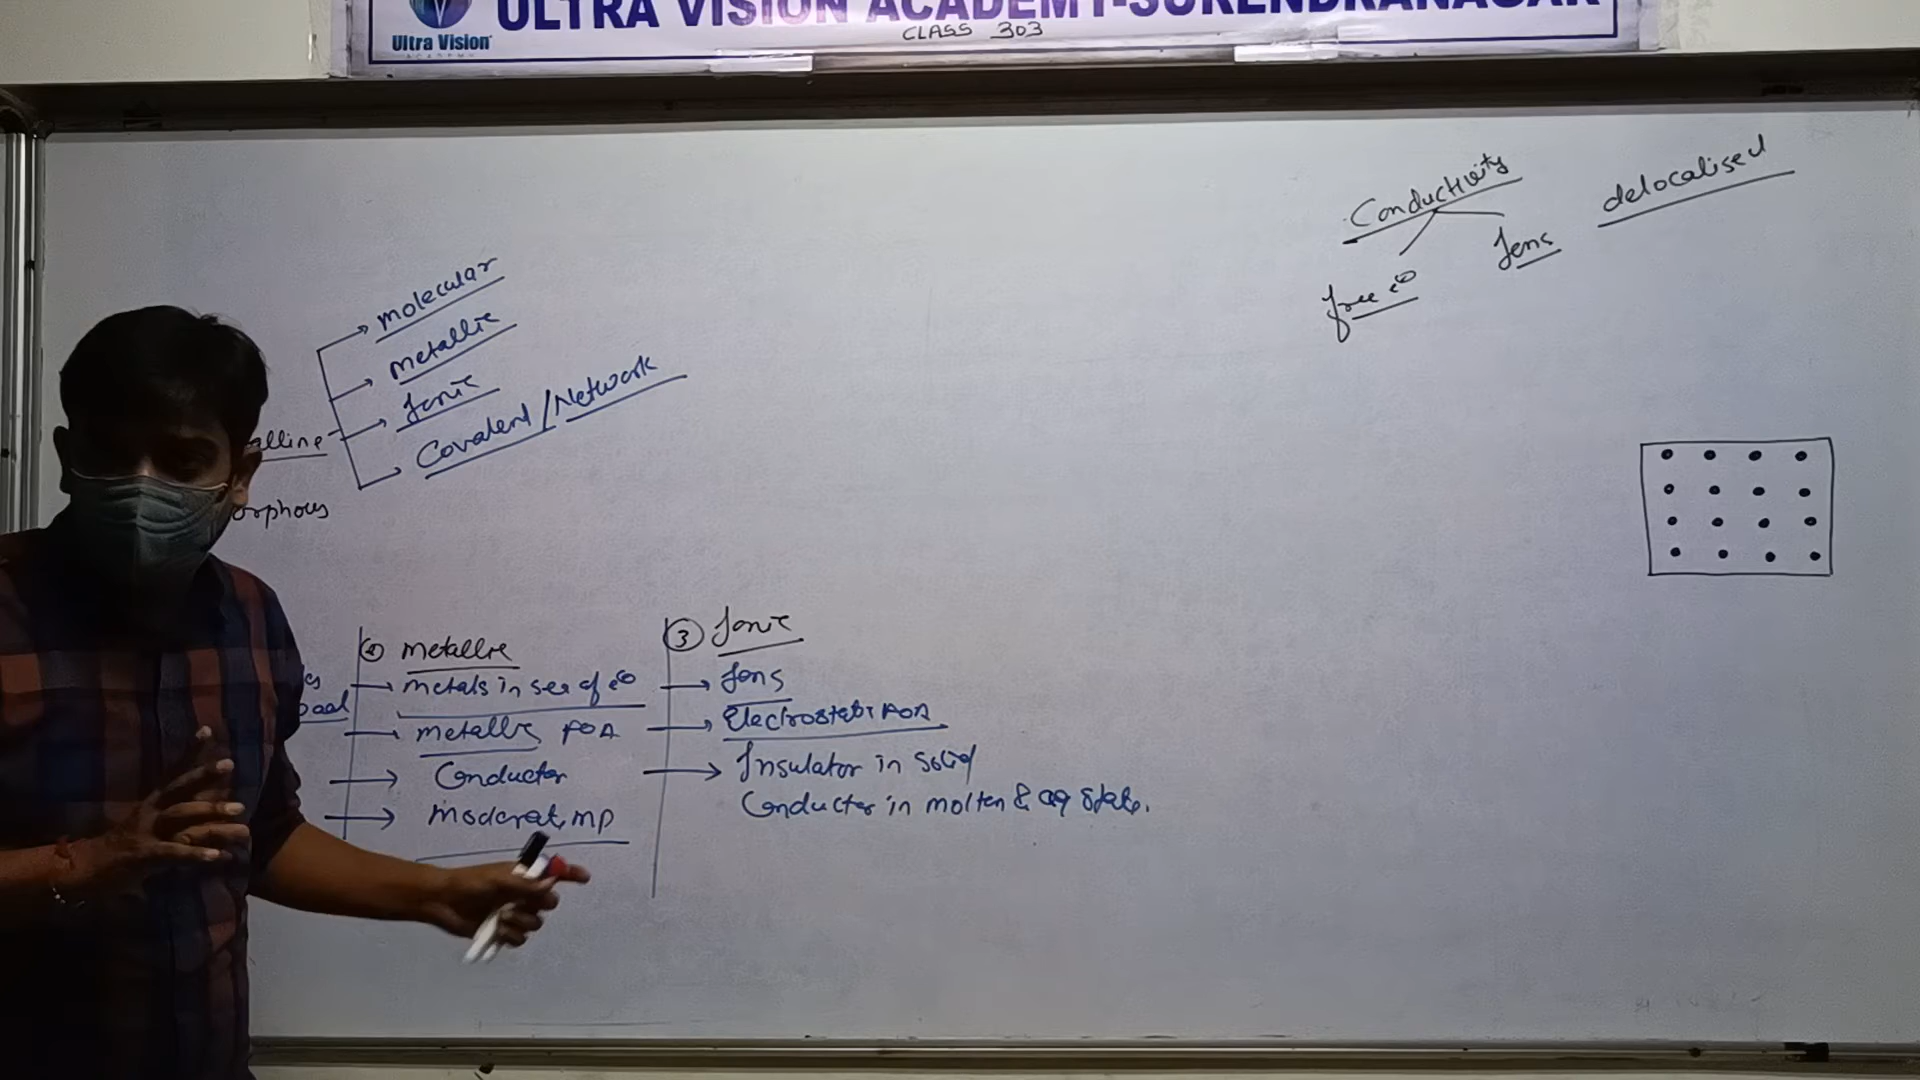 ULTRA VISION ACADEMY-SURENDRANAGAR
Ultra Vision
ACADEMY
CLASS 303
Conductivity
delocalised
free e⊖
Ions
molecular
metallic
Ionic
Covalent / Network
alline
orphous
② metallic
metals in sea of e⊖
metallic FOA
Conductor
moderate mp
③ Ionic
Ions
Electrostatic FOA
Insulator in Solid
Conductor in molten & aq State.